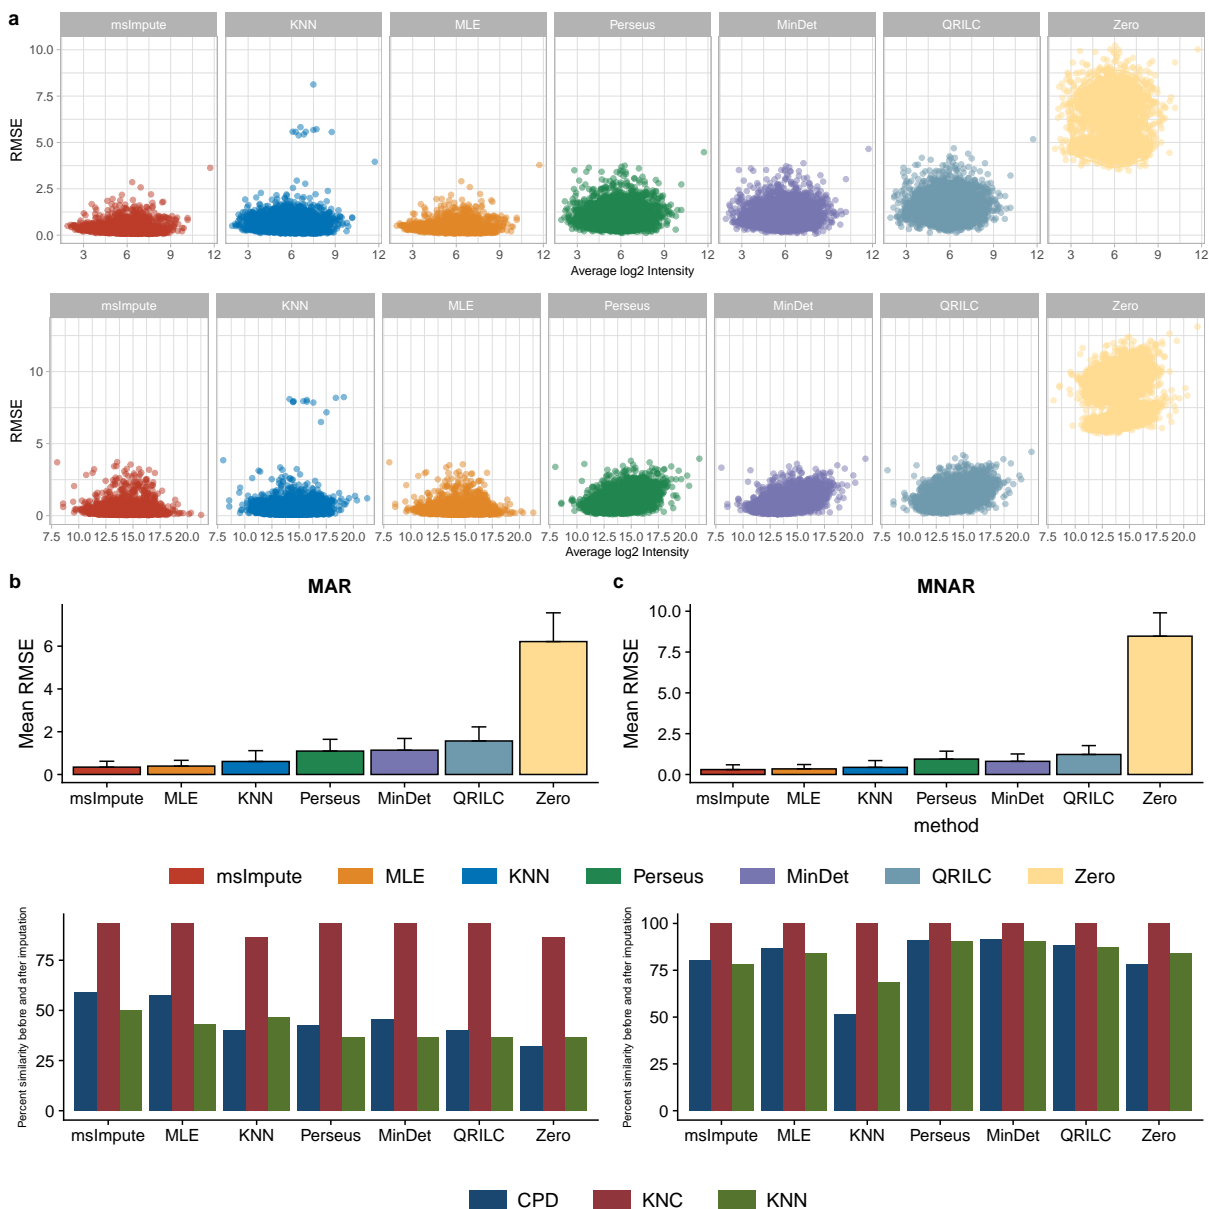 a
msImpute KNN MLE Perseus MinDet QRILC Zero
10.0
7.5
5.0
2.5
0.0
RMSE
3 6 9 12 3 6 9 12 3 6 9 12 3 6 9 12 3 6 9 12 3 6 9 12 3 6 9 12
Average log2 Intensity
msImpute KNN MLE Perseus MinDet QRILC Zero
10
5
0
RMSE
7.5 10.0 12.5 15.0 17.5 20.0 7.5 10.0 12.5 15.0 17.5 20.0 7.5 10.0 12.5 15.0 17.5 20.0 7.5 10.0 12.5 15.0 17.5 20.0 7.5 10.0 12.5 15.0 17.5 20.0 7.5 10.0 12.5 15.0 17.5 20.0 7.5 10.0 12.5 15.0 17.5 20.0
Average log2 Intensity
b
MAR
6
4
2
0
Mean RMSE
msImpute MLE KNN Perseus MinDet QRILC Zero
c
MNAR
10.0
7.5
5.0
2.5
0.0
Mean RMSE
msImpute MLE KNN Perseus MinDet QRILC Zero
method
msImpute MLE KNN Perseus MinDet QRILC Zero
75
50
25
0
Percent similarity before and after imputation
msImpute MLE KNN Perseus MinDet QRILC Zero
100
75
50
25
0
Percent similarity before and after imputation
msImpute MLE KNN Perseus MinDet QRILC Zero
CPD KNC KNN